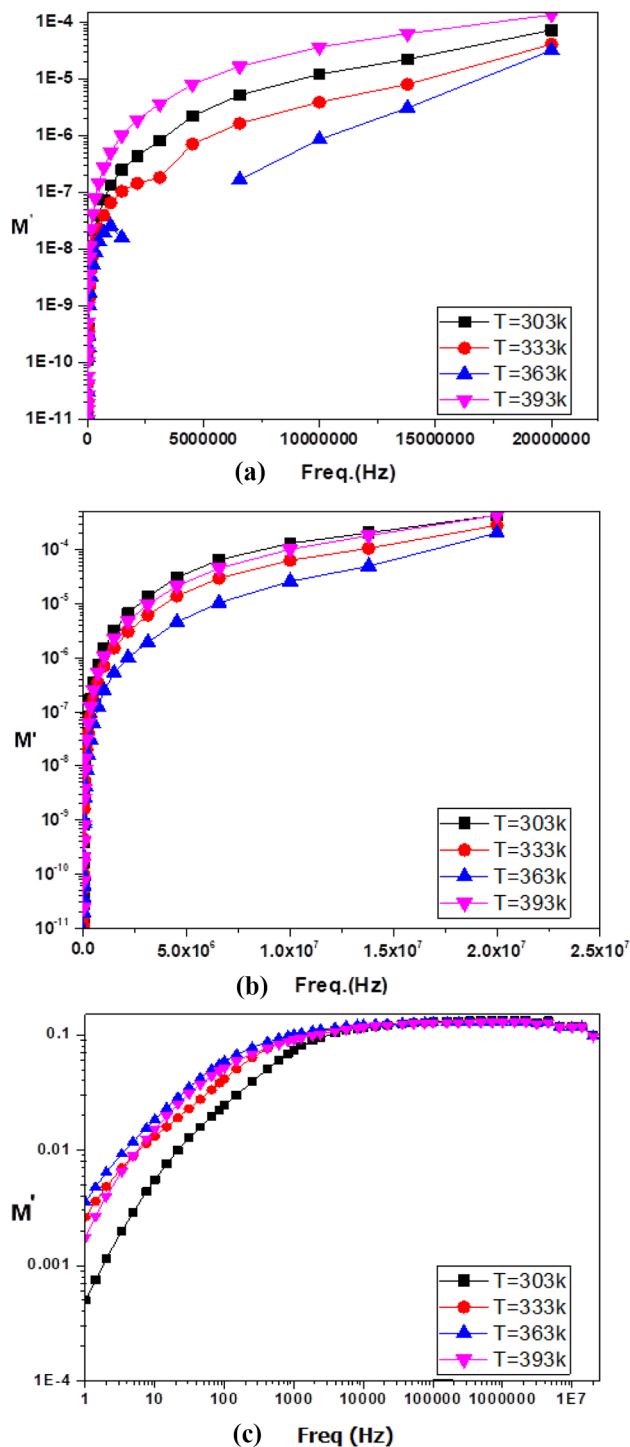 1E-4
1E-5
1E-6
1E-7
M'
1E-8
1E-9
1E-10
1E-11
T=303k
T=333k
T=363k
T=393k
0 5000000 10000000 15000000 20000000
(a) Freq.(Hz)
10⁻⁴
10⁻⁵
10⁻⁶
10⁻⁷
M'
10⁻⁸
10⁻⁹
10⁻¹⁰
10⁻¹¹
T=303k
T=333k
T=363k
T=393k
0.0 5.0x10⁶ 1.0x10⁷ 1.5x10⁷ 2.0x10⁷ 2.5x10⁷
(b) Freq.(Hz)
0.1
0.01
M'
0.001
1E-4
T=303k
T=333k
T=363k
T=393k
1 10 100 1000 10000 100000 1000000 1E7
(c) Freq (Hz)